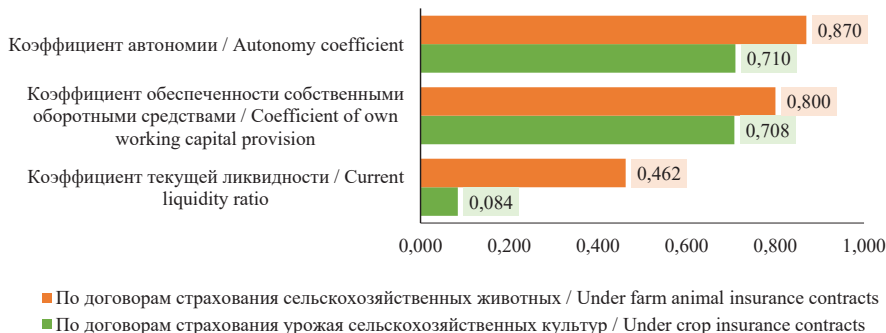 Коэффициент автономии / Autonomy coefficient
0,870
0,710
Коэффициент обеспеченности собственными
оборотными средствами / Coefficient of own
working capital provision
0,800
0,708
Коэффициент текущей ликвидности / Current
liquidity ratio
0,462
0,084
0,000 0,200 0,400 0,600 0,800 1,000
По договорам страхования сельскохозяйственных животных / Under farm animal insurance contracts
По договорам страхования урожая сельскохозяйственных культур / Under crop insurance contracts